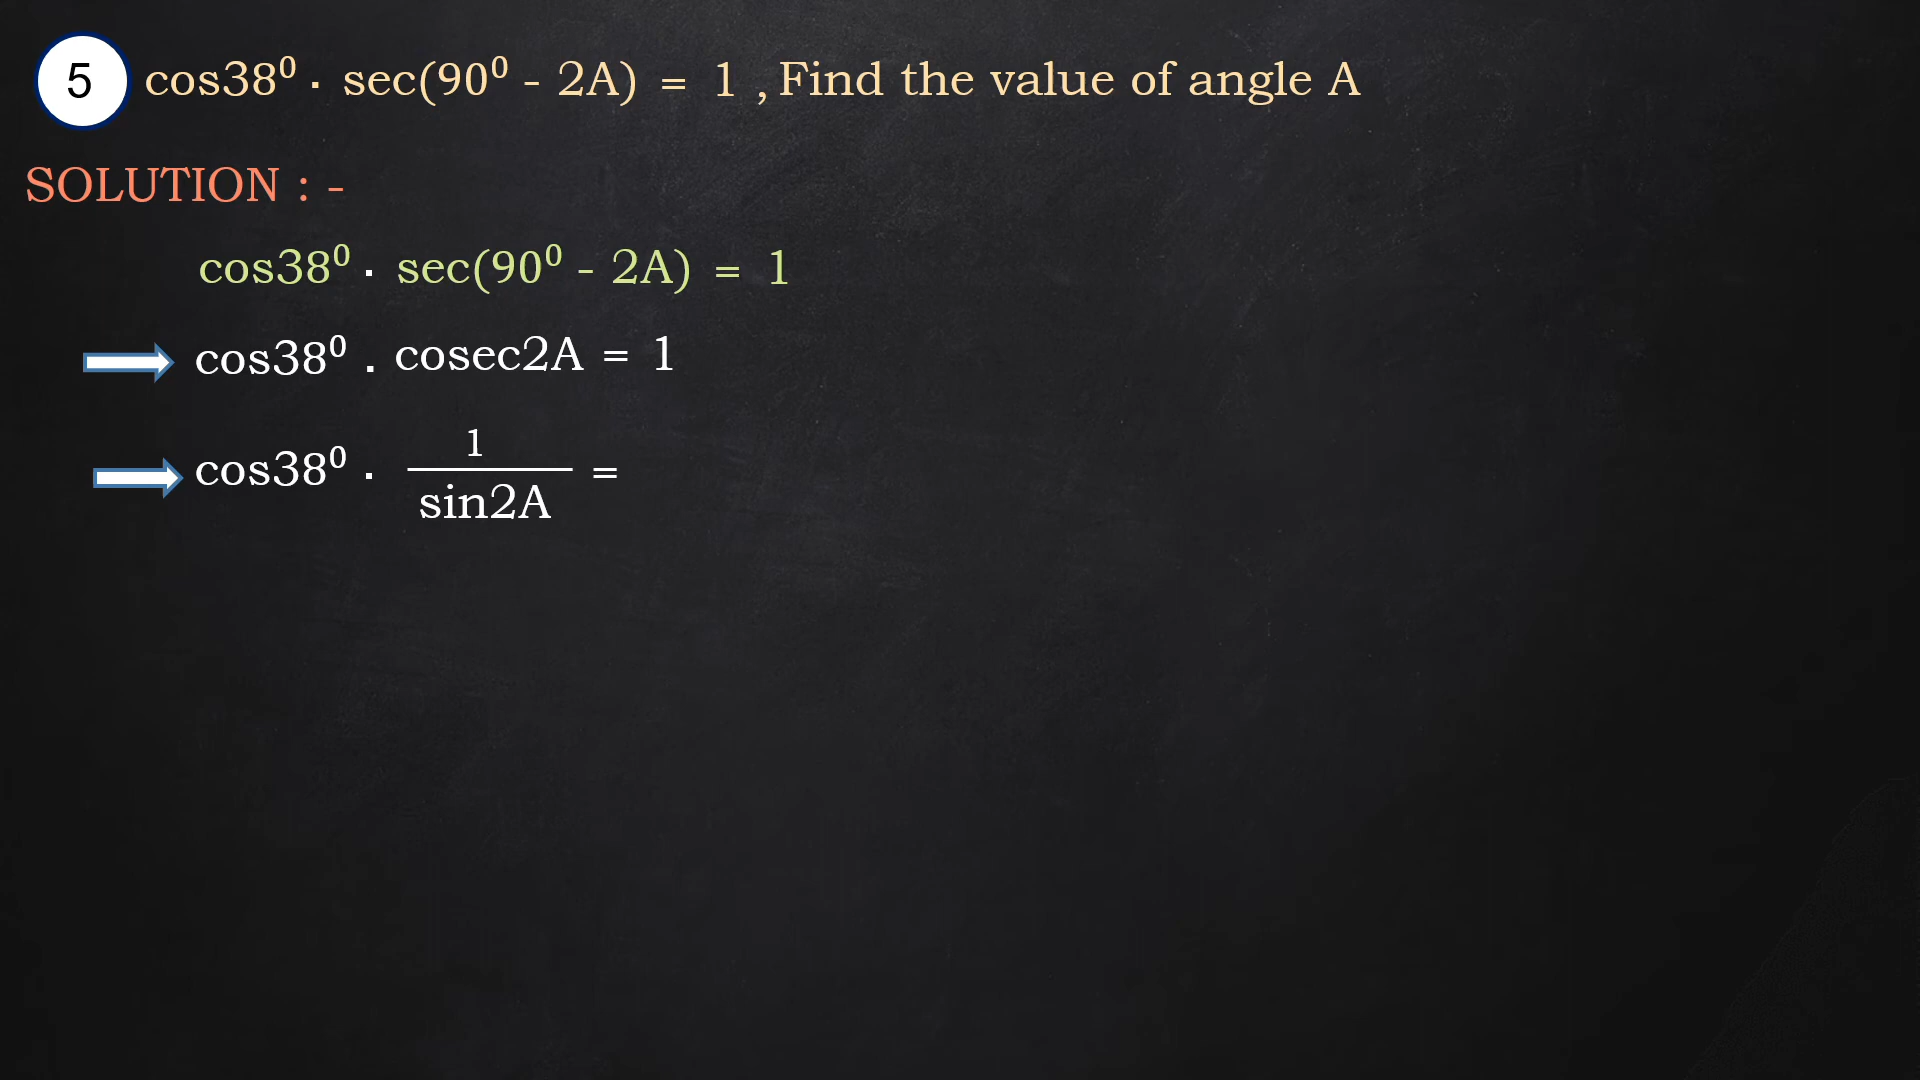 5 cos38⁰ · sec(90⁰ - 2A) = 1 , Find the value of angle A
SOLUTION : -
cos38⁰ · sec(90⁰ - 2A) = 1
cos38⁰ . cosec2A = 1
cos38⁰ · 1/sin2A =